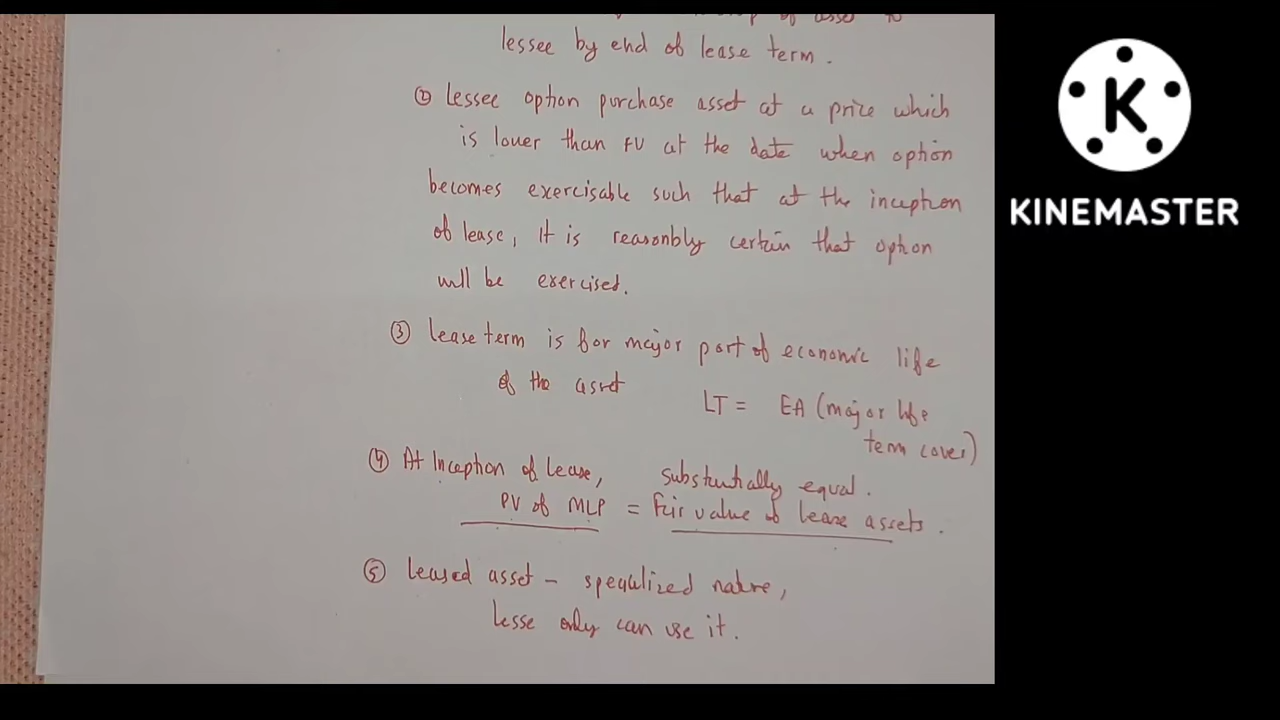 of asset to
lessee by end of lease term.
② lessee option purchase asset at a price which
is lower than FV at the date when option
becomes exercisable such that at the inception
of lease, It is reasonbly certain that option
will be exercised.
③ lease term is for major part of economic life
of the asset
LT = EA (major life
term cover)
④ At Inception of lease, substantially equal.
PV of MLP = Fair value of lease assets.
⑤ leased asset - specialized nature,
lesse only can use it.
K
KINEMASTER